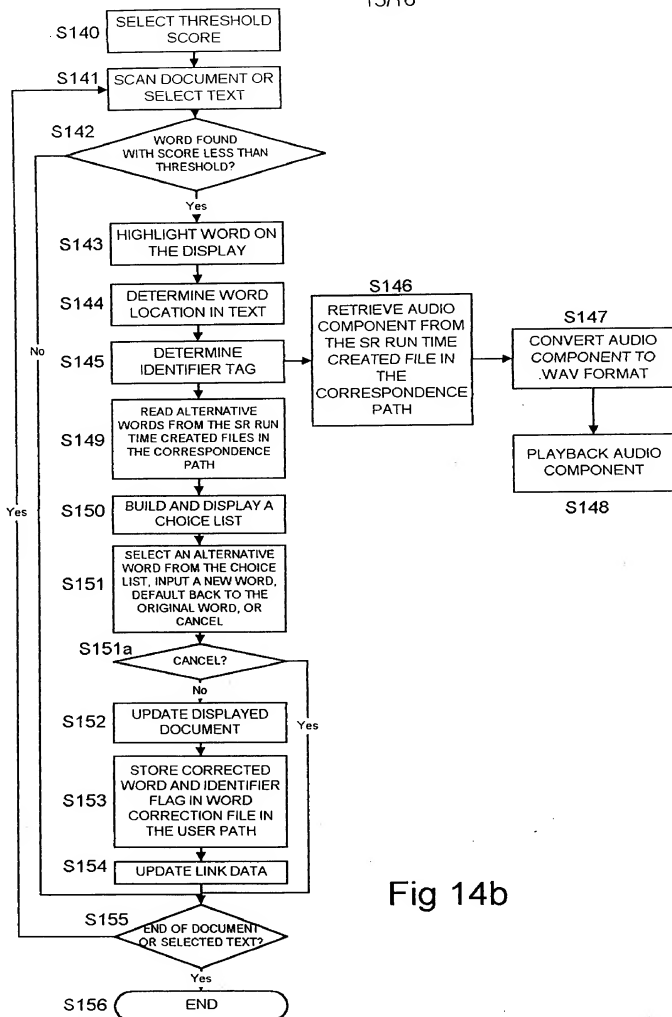 15/16
S140
SELECT THRESHOLD
SCORE
S141
SCAN DOCUMENT OR
SELECT TEXT
S142
WORD FOUND
WITH SCORE LESS THAN
THRESHOLD?
Yes
No
S143
HIGHLIGHT WORD ON
THE DISPLAY
S144
DETERMINE WORD
LOCATION IN TEXT
S145
DETERMINE
IDENTIFIER TAG
S146
RETRIEVE AUDIO
COMPONENT FROM
THE SR RUN TIME
CREATED FILE IN
THE
CORRESPONDENCE
PATH
S147
CONVERT AUDIO
COMPONENT TO
.WAV FORMAT
PLAYBACK AUDIO
COMPONENT
S148
S149
READ ALTERNATIVE
WORDS FROM THE SR RUN
TIME CREATED FILES IN
THE CORRESPONDENCE
PATH
Yes
S150
BUILD AND DISPLAY A
CHOICE LIST
S151
SELECT AN ALTERNATIVE
WORD FROM THE CHOICE
LIST, INPUT A NEW WORD,
DEFAULT BACK TO THE
ORIGINAL WORD, OR
CANCEL
S151a
CANCEL?
No
Yes
S152
UPDATE DISPLAYED
DOCUMENT
S153
STORE CORRECTED
WORD AND IDENTIFIER
FLAG IN WORD
CORRECTION FILE IN
THE USER PATH
S154
UPDATE LINK DATA
Fig 14b
S155
END OF DOCUMENT
OR SELECTED TEXT?
Yes
S156
END